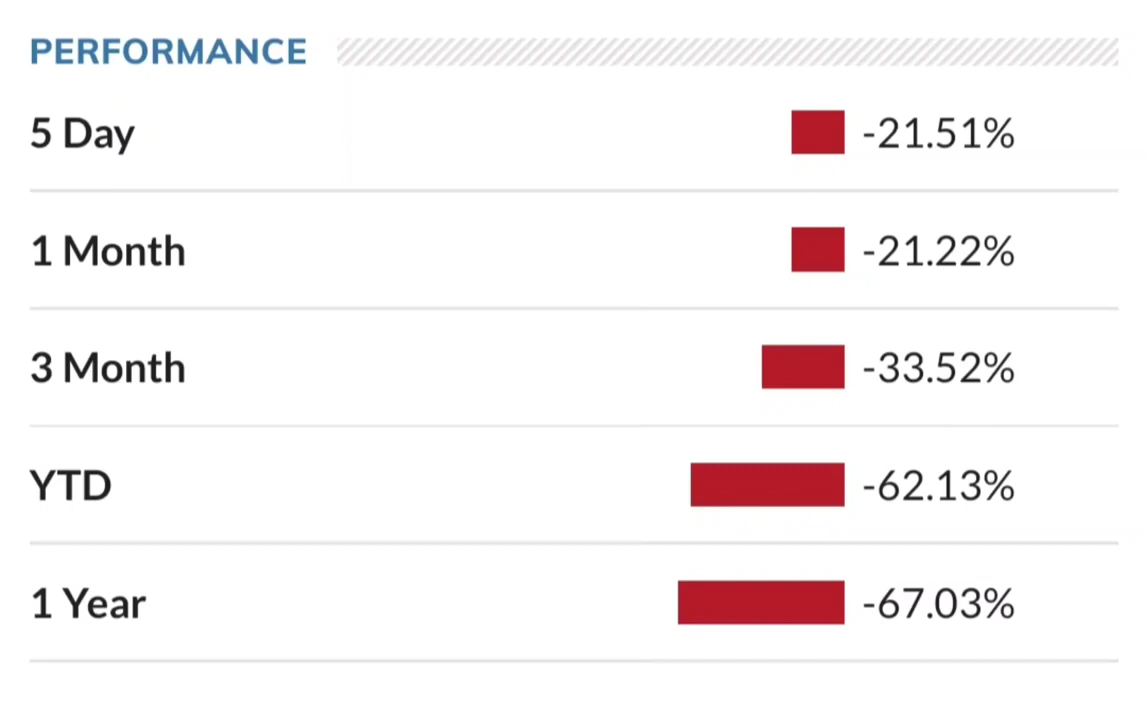 PERFORMANCE
5 Day -21.51%
1 Month -21.22%
3 Month -33.52%
YTD -62.13%
1 Year -67.03%